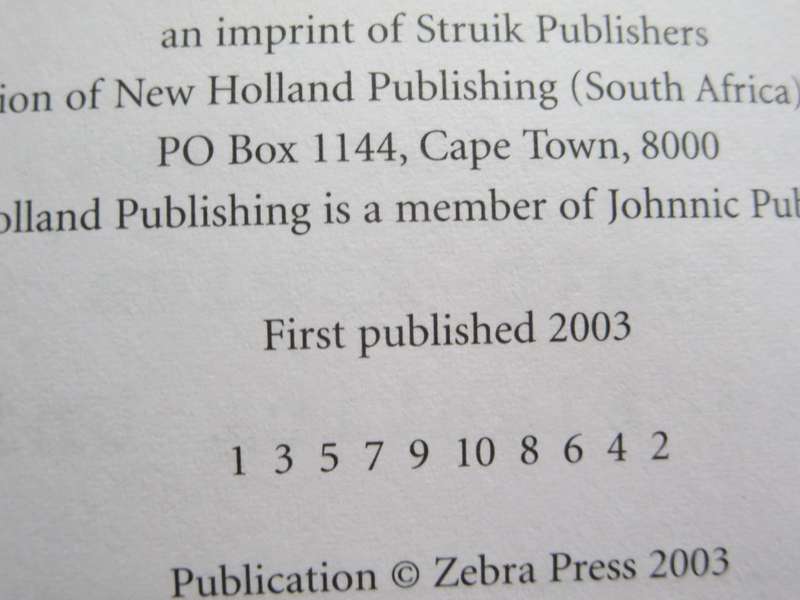 an imprint of Struik Publishers
of New Holland Publishing (South Africa)
PO Box 1144, Cape Town, 8000
Publishing is a member of Johnnic
First published 2003
1 3 5 7 9 10 8 6 4 2
Publication © Zebra Press 2003